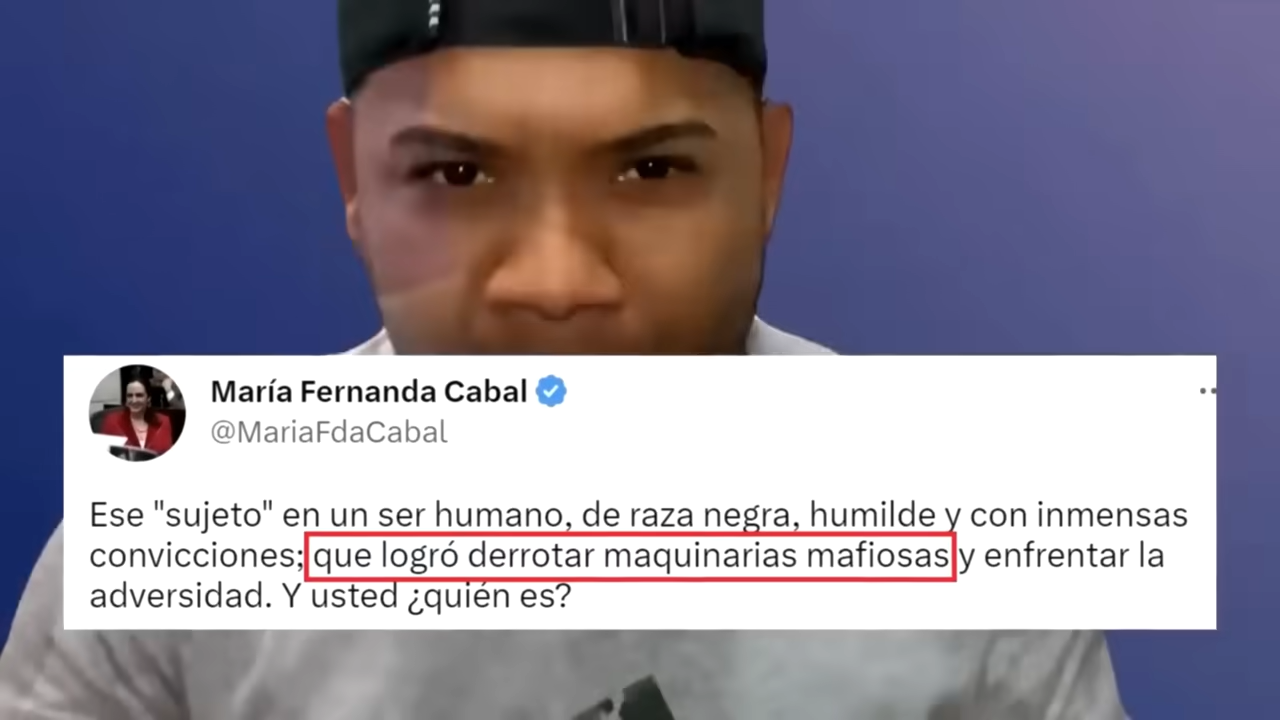 María Fernanda Cabal
@MariaFdaCabal
Ese "sujeto" en un ser humano, de raza negra, humilde y con inmensas
convicciones; que logró derrotar maquinarias mafiosas y enfrentar la
adversidad. Y usted ¿quién es?